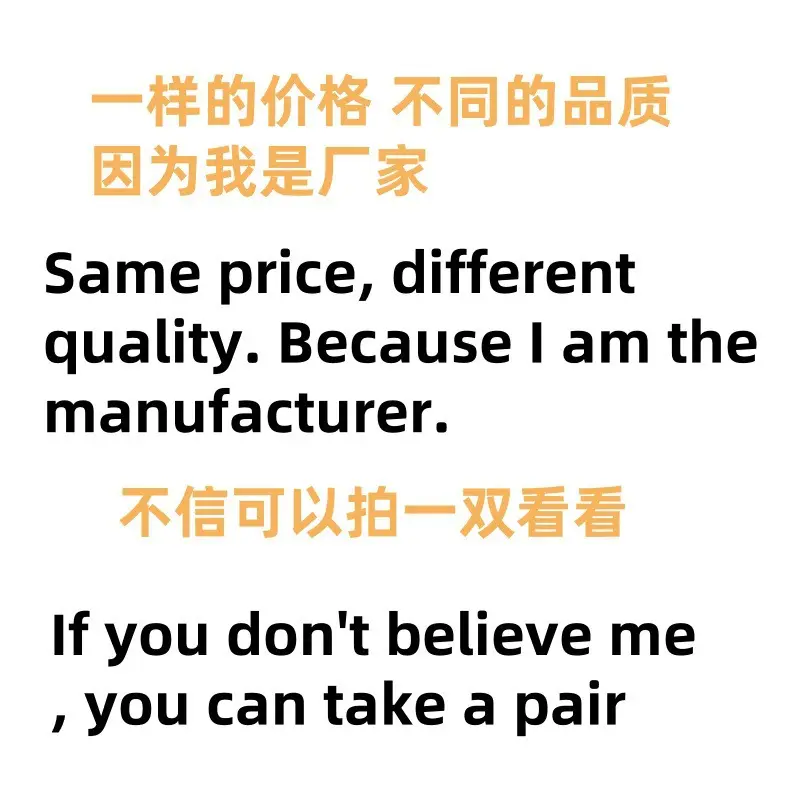 一样的价格 不同的品质
因为我是厂家
Same price, different
quality. Because I am the
manufacturer.
不信可以拍一双看看
If you don't believe me
, you can take a pair